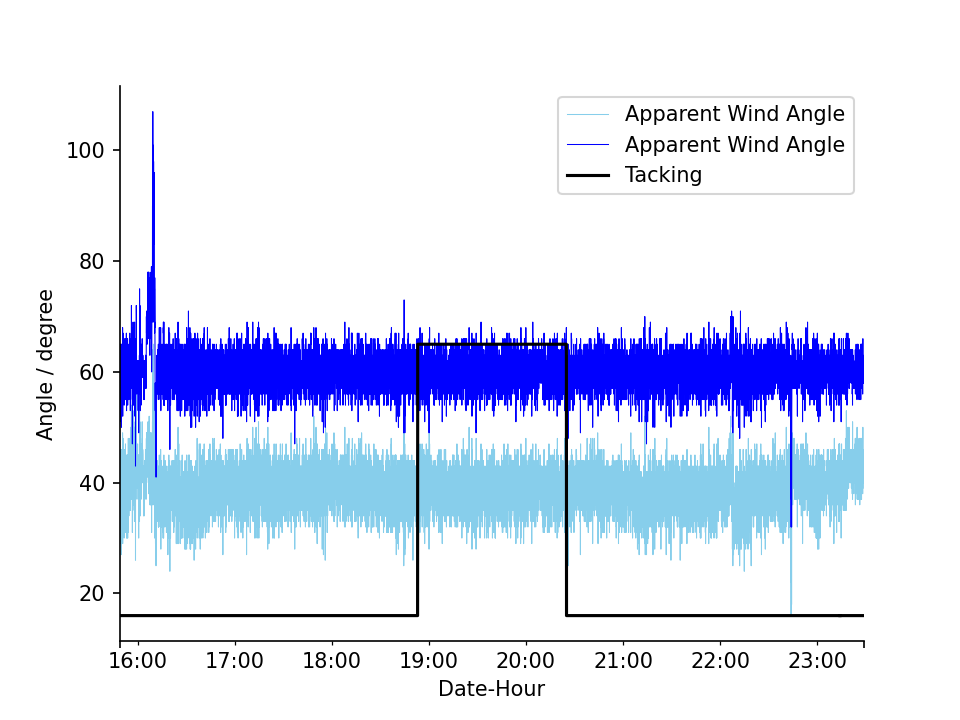 Apparent Wind Angle
Apparent Wind Angle
Tacking
100
80
60
40
20
Angle / degree
16:00 17:00 18:00 19:00 20:00 21:00 22:00 23:00
Date-Hour